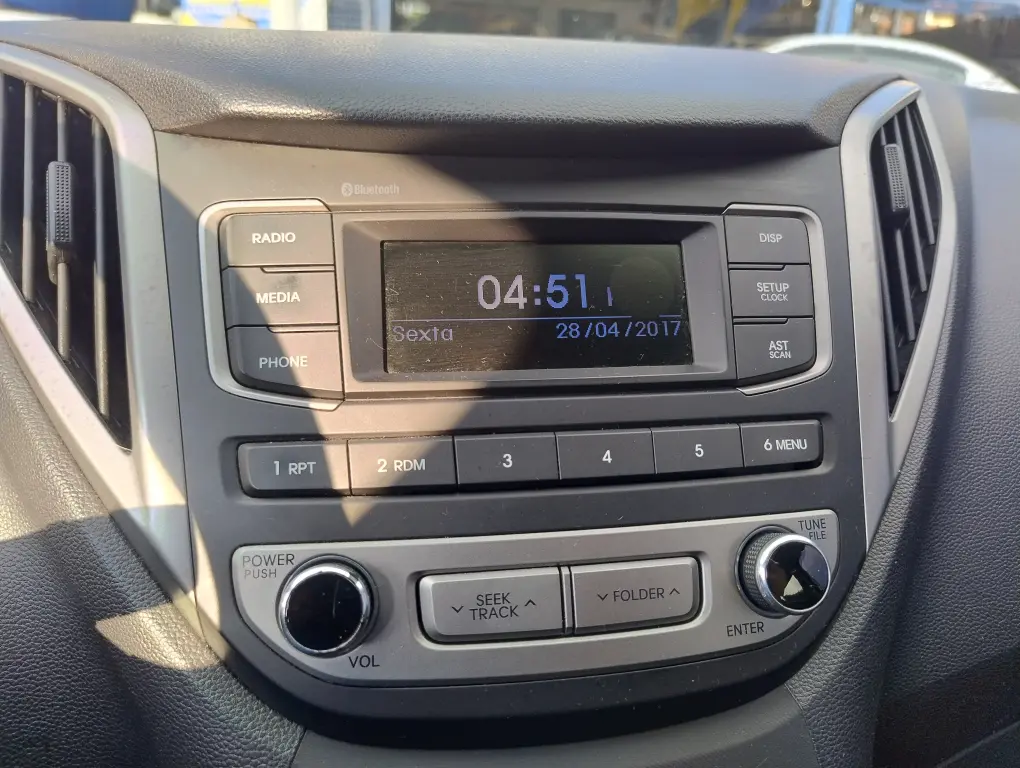 Bluetooth
RADIO
MEDIA
PHONE
04:51
Sexta 28/04/2017
DISP
SETUP
CLOCK
AST
SCAN
1 RPT
2 RDM
3
4
5
6 MENU
POWER
PUSH
VOL
SEEK
TRACK
FOLDER
TUNE
FILE
ENTER